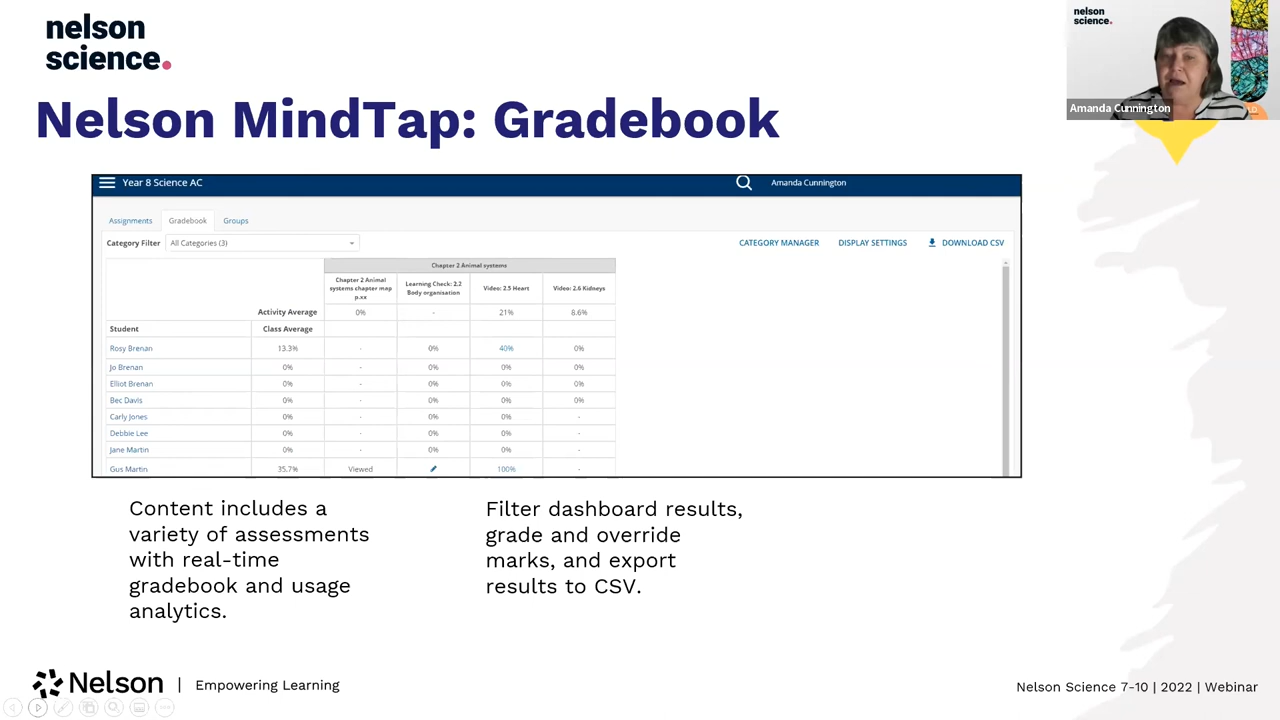 nelson
science.
nelson
science.
Amanda Cunnington
Nelson MindTap: Gradebook
Year 8 Science AC
Amanda Cunnington
Assignments
Gradebook
Groups
Category Filter
All Categories (3)
CATEGORY MANAGER
DISPLAY SETTINGS
DOWNLOAD CSV
Chapter 2 Animal systems
Chapter 2 Animal
systems chapter map
p.xx
Learning Check: 2.2
Body organisation
Video: 2.5 Heart
Video: 2.6 Kidneys
Activity Average 0% - 21% 8.6%
Student Class Average
Rosy Brenan 13.3% - 0% 40% 0%
Jo Brenan 0% - 0% 0% 0%
Elliot Brenan 0% - 0% 0% 0%
Bec Davis 0% - 0% 0% 0%
Carly Jones 0% - 0% 0% -
Debbie Lee 0% - 0% 0% -
Jane Martin 0% - 0% 0% -
Gus Martin 35.7% Viewed 100% -
Content includes a
variety of assessments
with real-time
gradebook and usage
analytics.
Filter dashboard results,
grade and override
marks, and export
results to CSV.
Nelson | Empowering Learning
Nelson Science 7-10 | 2022 | Webinar